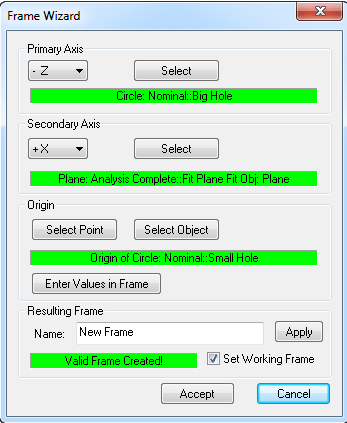 Frame Wizard
Primary Axis
- Z
Select
Circle: Nominal::Big Hole
Secondary Axis
+X
Select
Plane: Analysis Complete::Fit Plane Fit Obj: Plane
Origin
Select Point
Select Object
Origin of Circle: Nominal::Small Hole
Enter Values in Frame
Resulting Frame
Name:
New Frame
Apply
Valid Frame Created!
Set Working Frame
Accept
Cancel